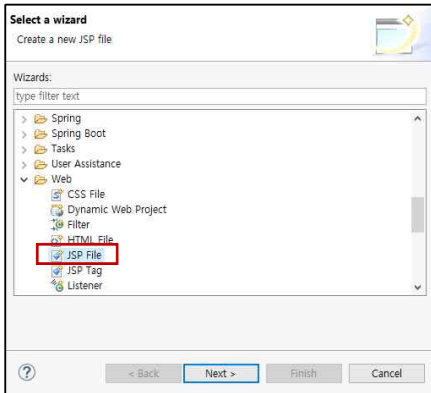 Select a wizard
Create a new JSP file
Wizards:
type filter text
Spring
Spring Boot
Tasks
User Assistance
Web
CSS File
Dynamic Web Project
Filter
HTML File
JSP File
JSP Tag
Listener
?
< Back Next > Finish Cancel